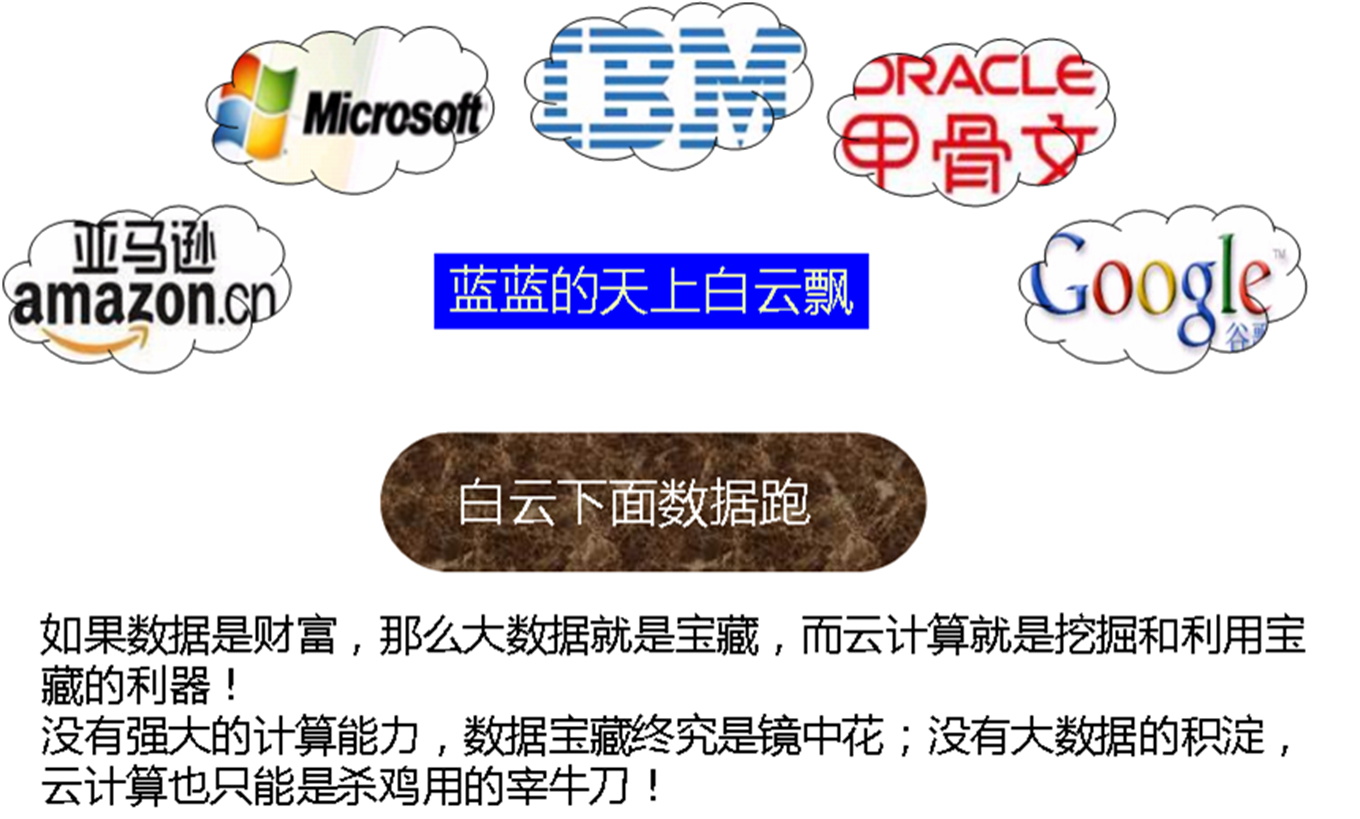 Microsoft
IBM
ORACLE
甲骨文
亚马逊
amazon.cn
蓝蓝的天上白云飘
Google
TM
谷歌
白云下面数据跑
如果数据是财富，那么大数据就是宝藏，而云计算就是挖掘和利用宝
藏的利器！
没有强大的计算能力，数据宝藏终究是镜中花；没有大数据的积淀，
云计算也只能是杀鸡用的宰牛刀！